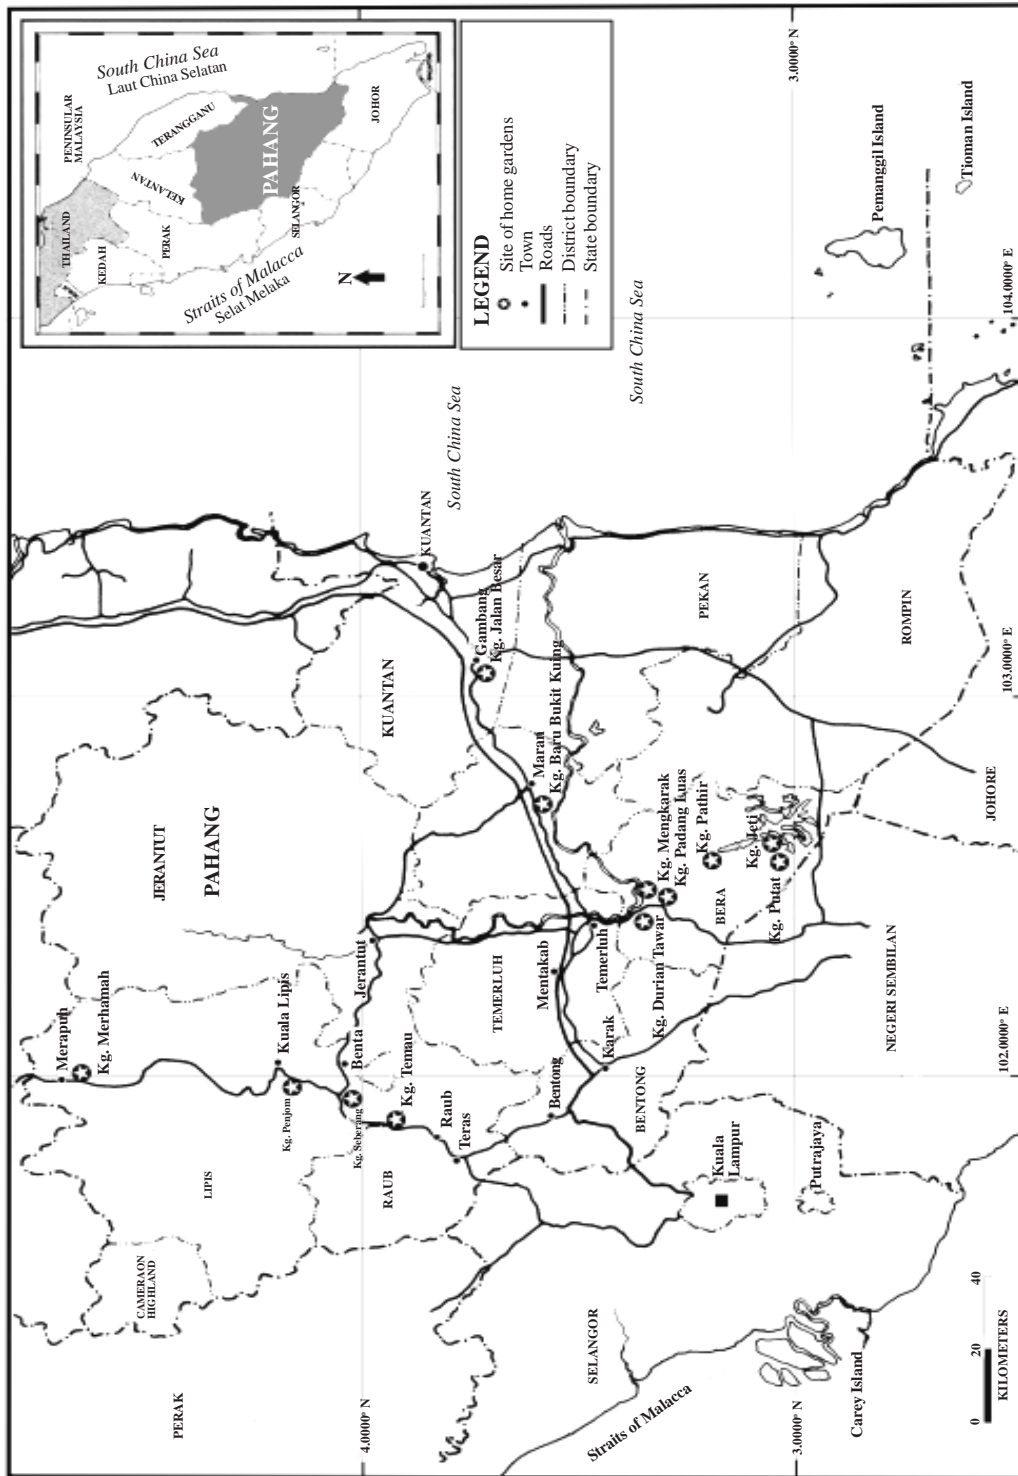 South China Sea
Laut China Selatan
PENINSULAR
MALAYSIA
THAILAND
KEDAH
PERAK
KELANTAN
TERANGGANU
PAHANG
SELANGOR
JOHOR
Straits of Malacca
Selat Melaka
N
LEGEND
Site of home gardens
Town
Roads
District boundary
State boundary
South China Sea
South China Sea
3.0000° N
104.0000° E
103.0000° E
102.0000° E
4.0000° N
3.0000° N
Pemanggil Island
Tioman Island
KUANTAN
Gambang
Kg. Jalan Besar
KUANTAN
PEKAN
ROMPIN
JOHORE
Maran
Kg. Baru Bukit Kuing
JERANTUT
PAHANG
Kg. Mengkarak
Kg. Padang Luas
Kg. Pathir
Kg. Jeti
Kg. Putat
BERA
Kg. Durian Tawar
Temerluh
Mentakab
TEMERLUH
Jerantut
Merapuh
Kg. Merhamah
Kuala Lipis
Benta
Kg. Penjom
Kg. Seberang
Kg. Temau
Raub
Teras
Bentong
Karak
BENTONG
NEGERI SEMBILAN
LIPIS
RAUB
CAMERAON
HIGHLAND
PERAK
Kuala
Lampur
Putrajaya
SELANGOR
Straits of Malacca
Carey Island
0 20 40
KILOMETERS